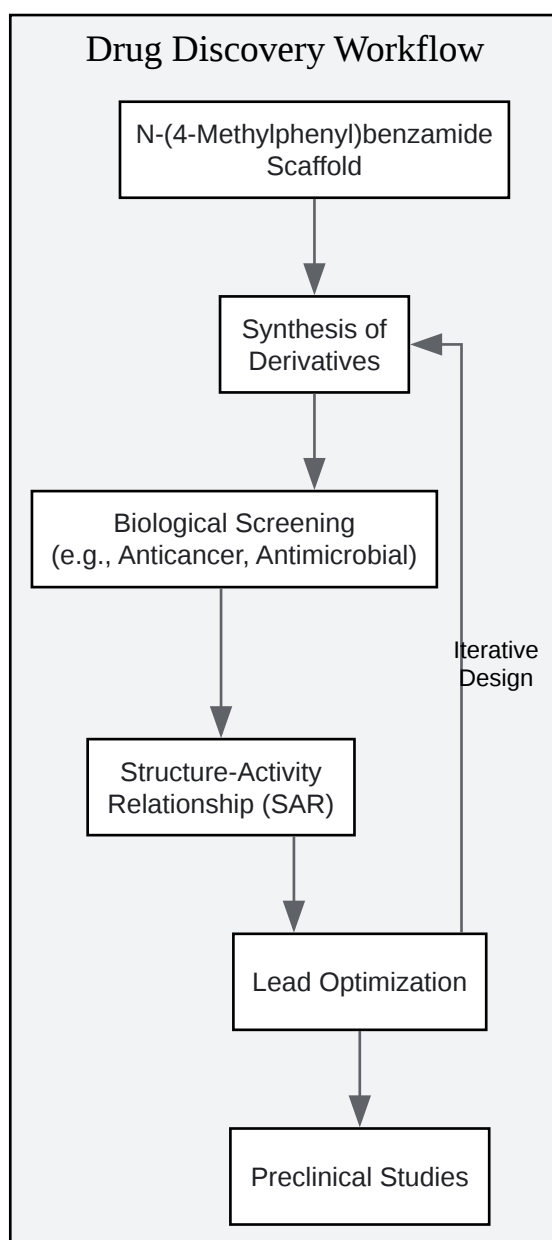 Drug Discovery Workflow
N-(4-Methylphenyl)benzamide
Scaffold
Synthesis of
Derivatives
Biological Screening
(e.g., Anticancer, Antimicrobial)
Iterative
Design
Structure-Activity
Relationship (SAR)
Lead Optimization
Preclinical Studies